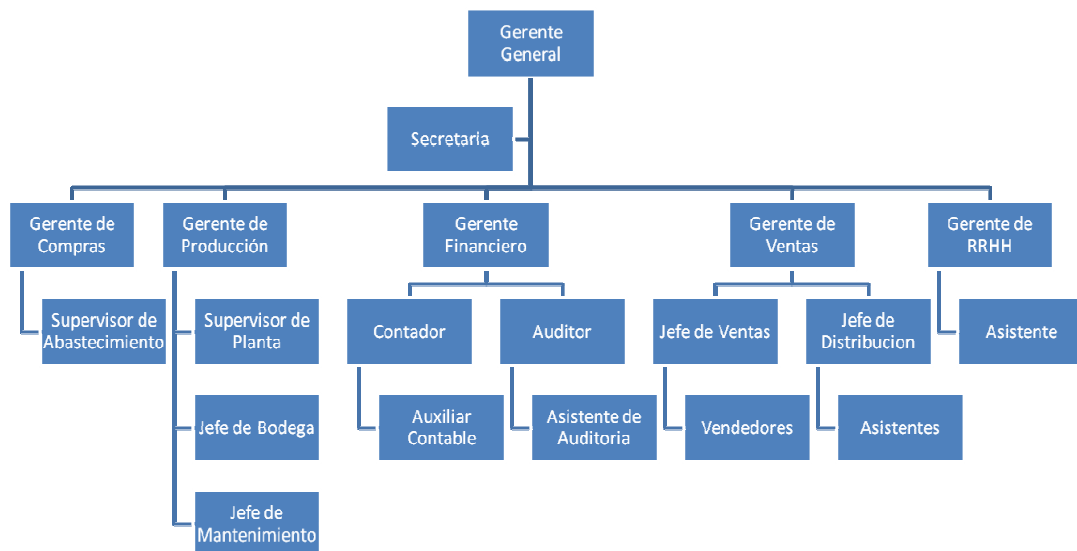 Gerente
General
Secretaria
Gerente de
Compras
Gerente de
Producción
Gerente
Financiero
Gerente de
Ventas
Gerente de
RRHH
Supervisor de
Abastecimiento
Supervisor de
Planta
Contador
Auditor
Jefe de Ventas
Jefe de
Distribucion
Asistente
Jefe de Bodega
Auxiliar
Contable
Asistente de
Auditoria
Vendedores
Asistentes
Jefe de
Mantenimiento